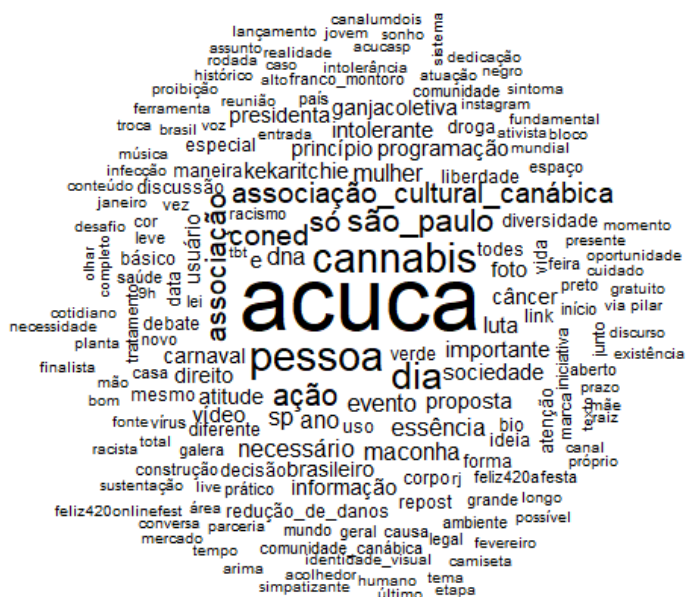 canalumdois
lançamento jovem sonho
assunto acucasp sistema
rodada realidade dedicação
caso intolerância negro
histórico alto franco_montoro atuação
proibição reunião país comunidade sintoma
ferramenta presidenta ganjacoletiva instagram
troca brasil voz entrada intolerante droga fundamental
ativista bloco
especial princípio programação mundial
música
infecção maneira kekaritchie mulher liberdade espaço
conteúdo discussão
janeiro vez associação_cultural_canábica
desafio cor racismo só são_paulo diversidade momento
leve usuário associação coned presente
olhar completo básico tbt e dna cannabis todes vida feira oportunidade
saúde data foto cuidado
9h lei acuca câncer preto gratuito
cotidiano tratamento link início via pilar
necessidade debate luta junto discurso
planta novo
finalista carnaval pessoa verde importante existência
casa direito dia sociedade iniciativa aberto
mão prazo
bom mesmo atitude ação evento proposta atenção marca texto mãe
fonte vírus vídeo sp ano uso essência bio raiz
diferente ideia
racista total galera necessário maconha forma canal
próprio
construção decisão brasileiro corpo rj feliz420afesta
sustentação live prático informação repost grande longo
feliz420onlinefest área redução_de_danos
conversa parceria mundo geral causa ambiente possível
mercado legal fevereiro
tempo comunidade_canábica camiseta
arima identidade_visual
acolhedor humano tema
simpatizante último etapa